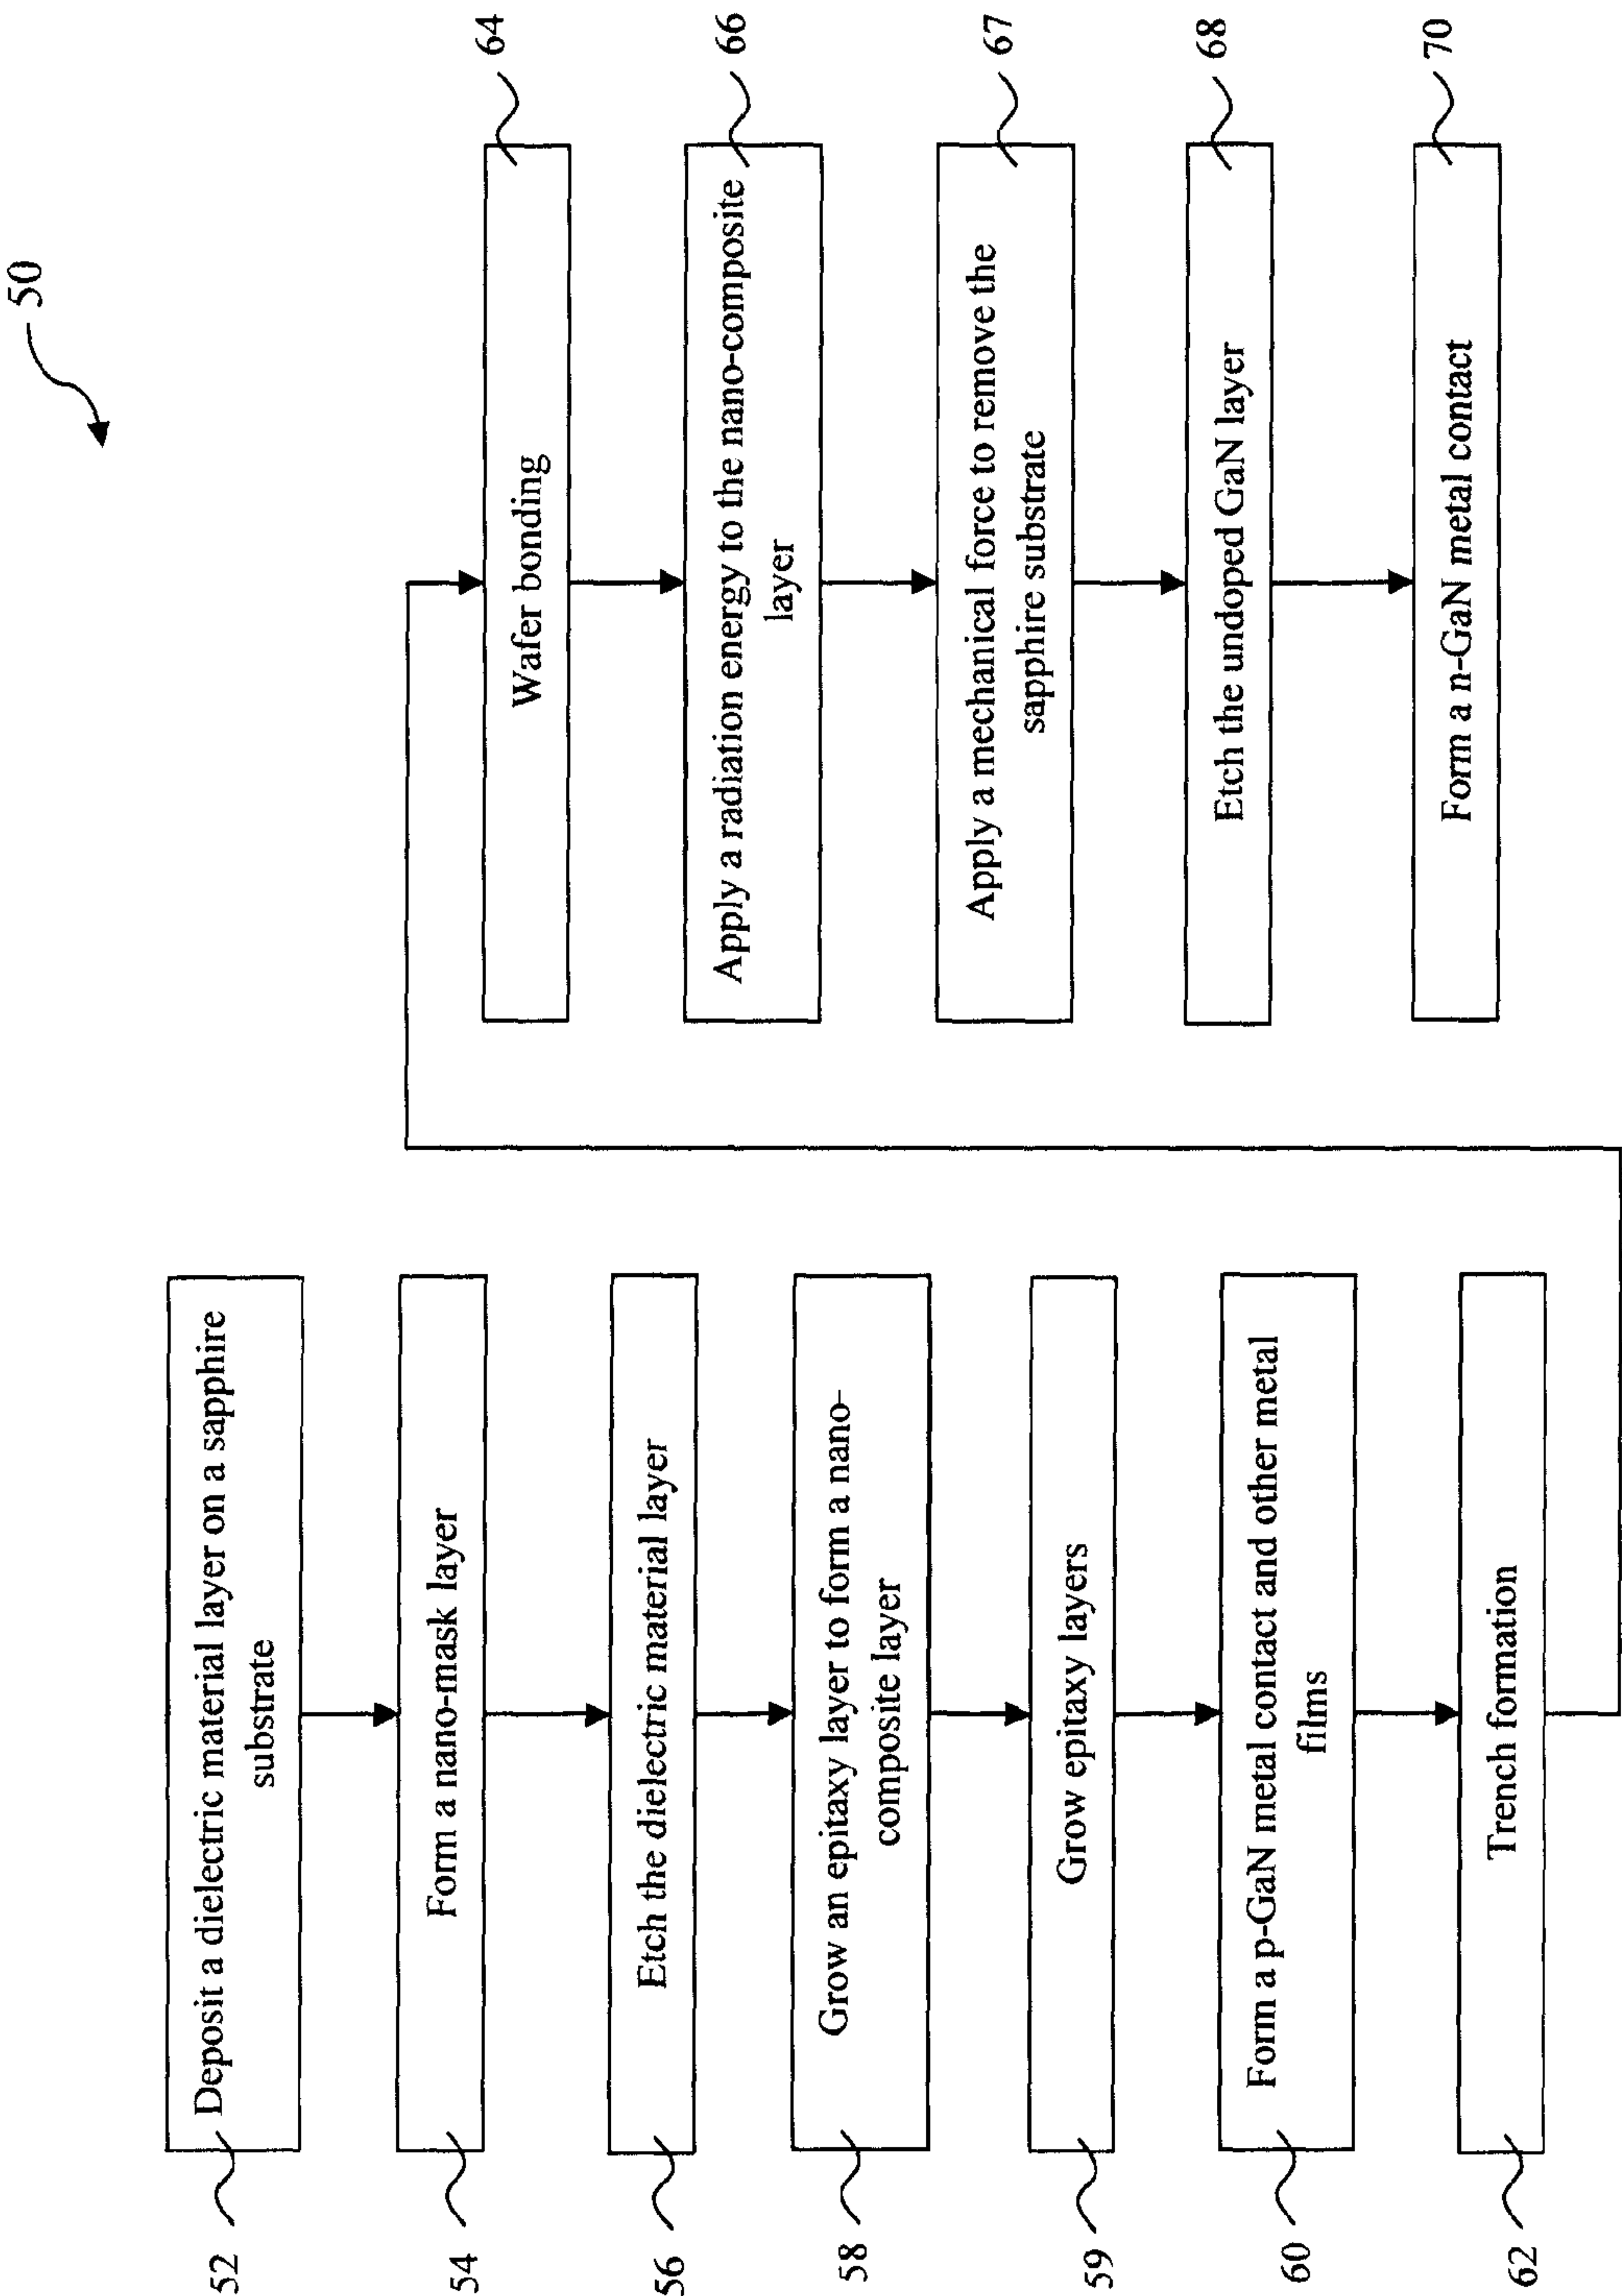 50
52
Deposit a dielectric material layer on a sapphire
substrate
54
Form a nano-mask layer
56
Etch the dielectric material layer
58
Grow an epitaxy layer to form a nano-
composite layer
59
Grow epitaxy layers
60
Form a p-GaN metal contact and other metal
films
62
Trench formation
64
Wafer bonding
66
Apply a radiation energy to the nano-composite
layer
67
Apply a mechanical force to remove the
sapphire substrate
68
Etch the undoped GaN layer
70
Form a n-GaN metal contact